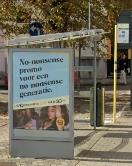 No-nonsense
promo
voor een
no nonsense
generatie.